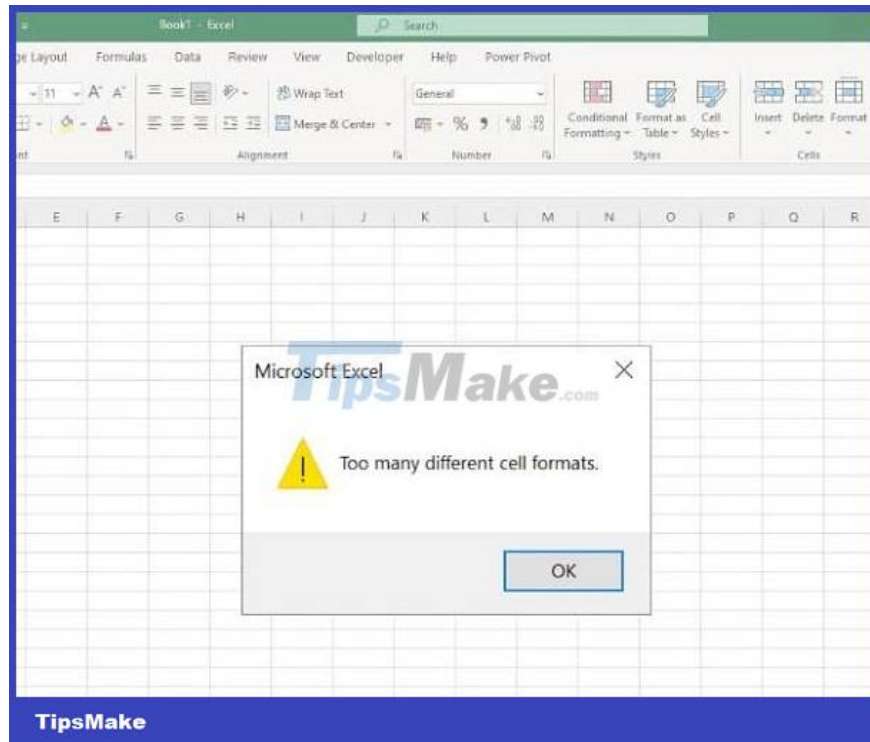 Book1 - Excel
Search
ge Layout Formulas Data Review View Developer Help Power Pivot
11 A A Wrap Text General Conditional Formatting Format as Table Cell Styles Insert Delete Format
Merge & Center % 9
nt Alignment Number Styles Cells
E F G H I J K L M N O P Q R
Microsoft Excel
TipsMake.com
Too many different cell formats.
OK
TipsMake